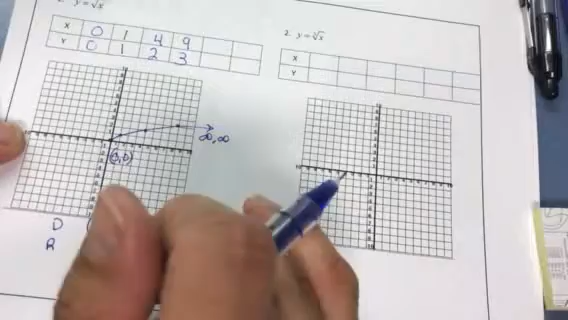 y = √x
X 0 1 4 9
Y 0 1 2 3
(0,0)
∞,∞
D
R
2. y = ∛x
X
Y